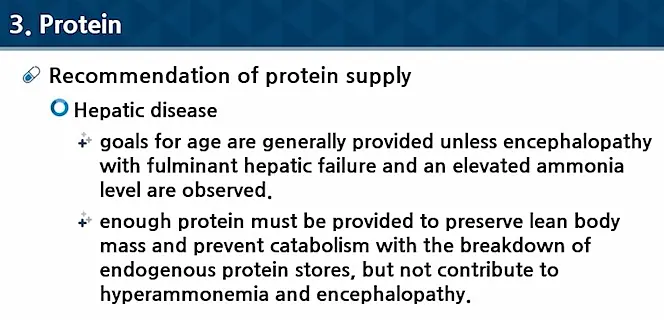 3. Protein
Recommendation of protein supply
Hepatic disease
goals for age are generally provided unless encephalopathy
with fulminant hepatic failure and an elevated ammonia
level are observed.
enough protein must be provided to preserve lean body
mass and prevent catabolism with the breakdown of
endogenous protein stores, but not contribute to
hyperammonemia and encephalopathy.